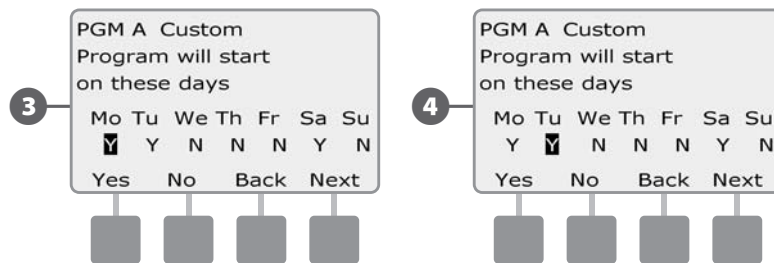 PGM A Custom
Program will start
on these days
3
Mo Tu We Th Fr Sa Su
Y Y N N N Y N
Yes No Back Next
PGM A Custom
Program will start
on these days
4
Mo Tu We Th Fr Sa Su
Y Y N N N Y N
Yes No Back Next